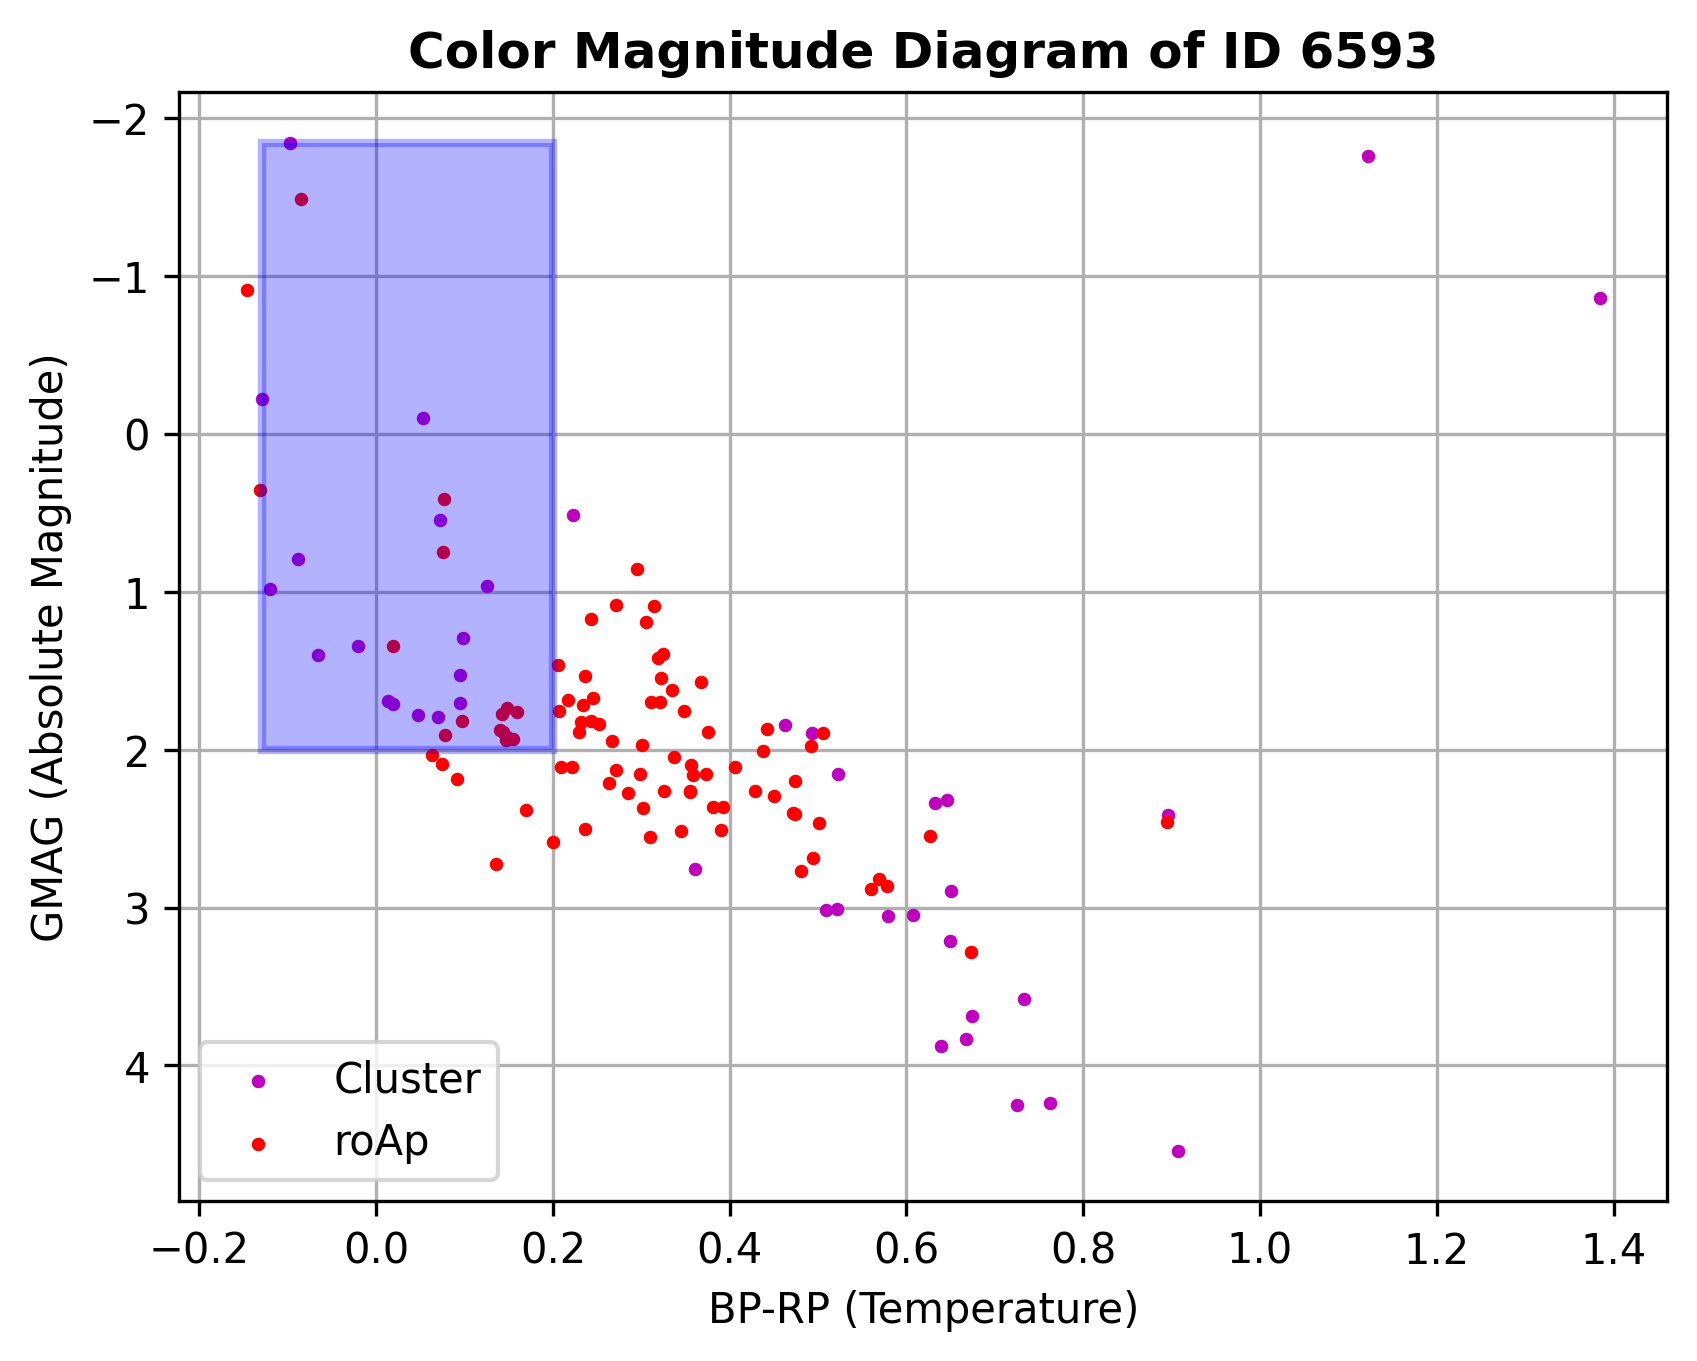 Color Magnitude Diagram of ID 6593
−2
−1
0
1
2
3
4
GMAG (Absolute Magnitude)
Cluster
roAp
−0.2 0.0 0.2 0.4 0.6 0.8 1.0 1.2 1.4
BP-RP (Temperature)